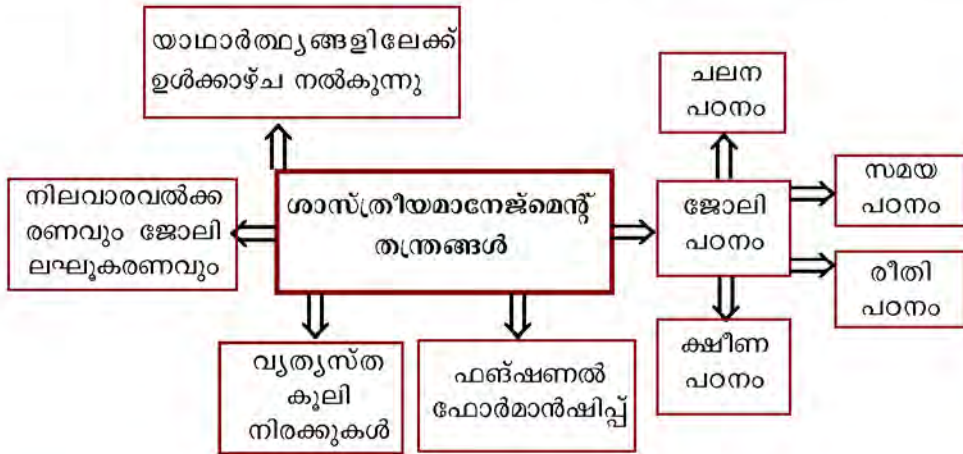 യാഥാർത്ഥ്യങ്ങളിലേക്ക്
ഉൾക്കാഴ്ച നൽകുന്നു
ചലന
പഠനം
നിലവാരവൽക്ക
രണവും ജോലി
ലഘൂകരണവും
ശാസ്ത്രീയമാനേജ്മെന്റ്
തന്ത്രങ്ങൾ
ജോലി
പഠനം
സമയ
പഠനം
രീതി
പഠനം
വ്യത്യസ്ത
കൂലി
നിരക്കുകൾ
ഫങ്ഷണൽ
ഫോർമാൻഷിപ്പ്
ക്ഷീണ
പഠനം